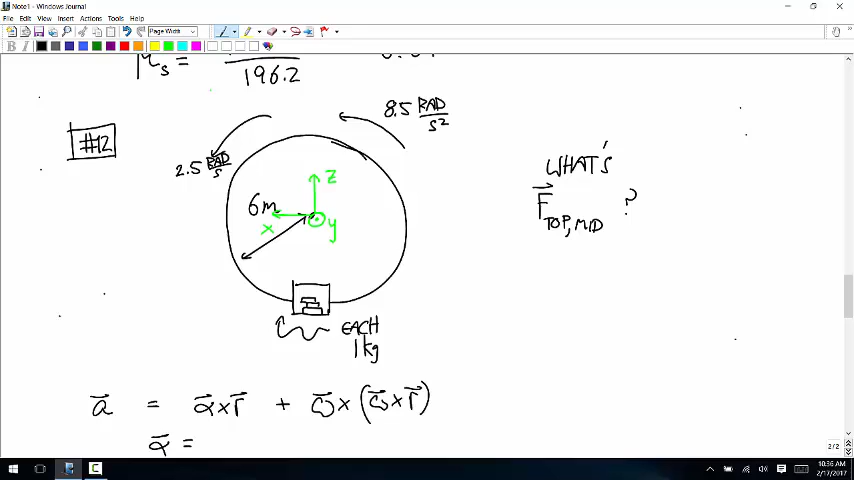 Note1 - Windows Journal
File Edit View Insert Actions Tools Help
Page Width
B I
μs = 196.2
8.5 RAD/s²
#12
2.5 RAD/s
WHAT'S
F TOP, MID ?
Z
6m
X
y
EACH
1kg
a⃗ = α⃗ x r⃗ + ω⃗ x (ω⃗ x r⃗)
α⃗ =
2/2
10:36 AM
2/17/2017